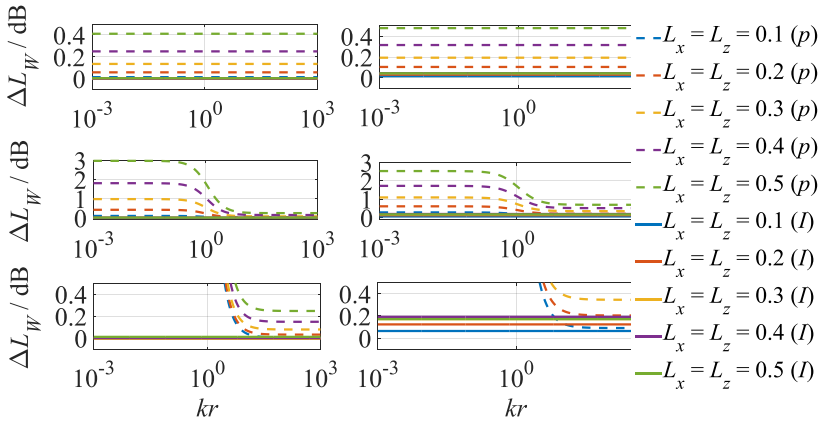 ΔL_W / dB
0.4
0.2
0
10^-3
10^0
10^3
0.4
0.2
0
10^-3
10^0
ΔL_W / dB
3
2
1
0
10^-3
10^0
10^3
3
2
1
0
10^-3
10^0
ΔL_W / dB
0.4
0.2
0
10^-3
10^0
10^3
kr
0.4
0.2
0
10^-3
10^0
kr
L_x = L_z = 0.1 (p)
L_x = L_z = 0.2 (p)
L_x = L_z = 0.3 (p)
L_x = L_z = 0.4 (p)
L_x = L_z = 0.5 (p)
L_x = L_z = 0.1 (I)
L_x = L_z = 0.2 (I)
L_x = L_z = 0.3 (I)
L_x = L_z = 0.4 (I)
L_x = L_z = 0.5 (I)